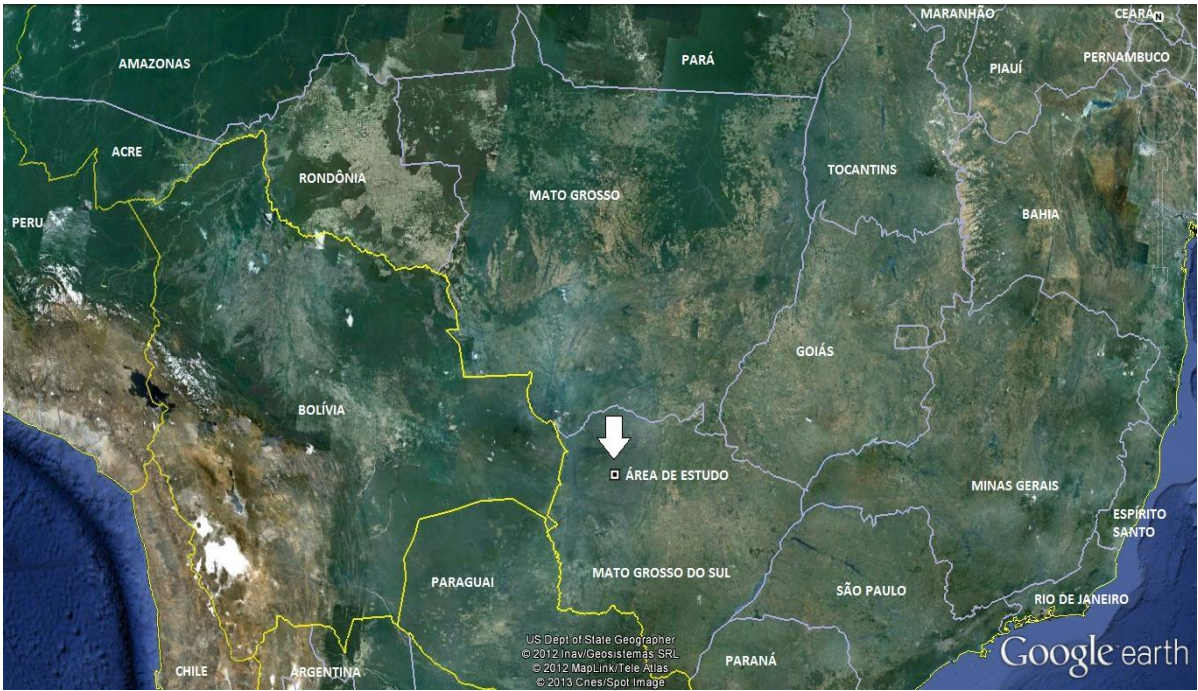 MARANHÃO
CEARÁ
N
AMAZONAS
PARÁ
PIAUÍ
PERNAMBUCO
ACRE
RONDÔNIA
MATO GROSSO
TOCANTINS
PERU
BAHIA
GOIÁS
BOLÍVIA
ÁREA DE ESTUDO
MINAS GERAIS
ESPÍRITO
SANTO
PARAGUAI
MATO GROSSO DO SUL
SÃO PAULO
RIO DE JANEIRO
US Dept of State Geographer
© 2012 Inav/Geosistemas SRL
© 2012 MapLink/Tele Atlas
© 2013 Cnes/Spot Image
CHILE
ARGENTINA
PARANÁ
Google earth